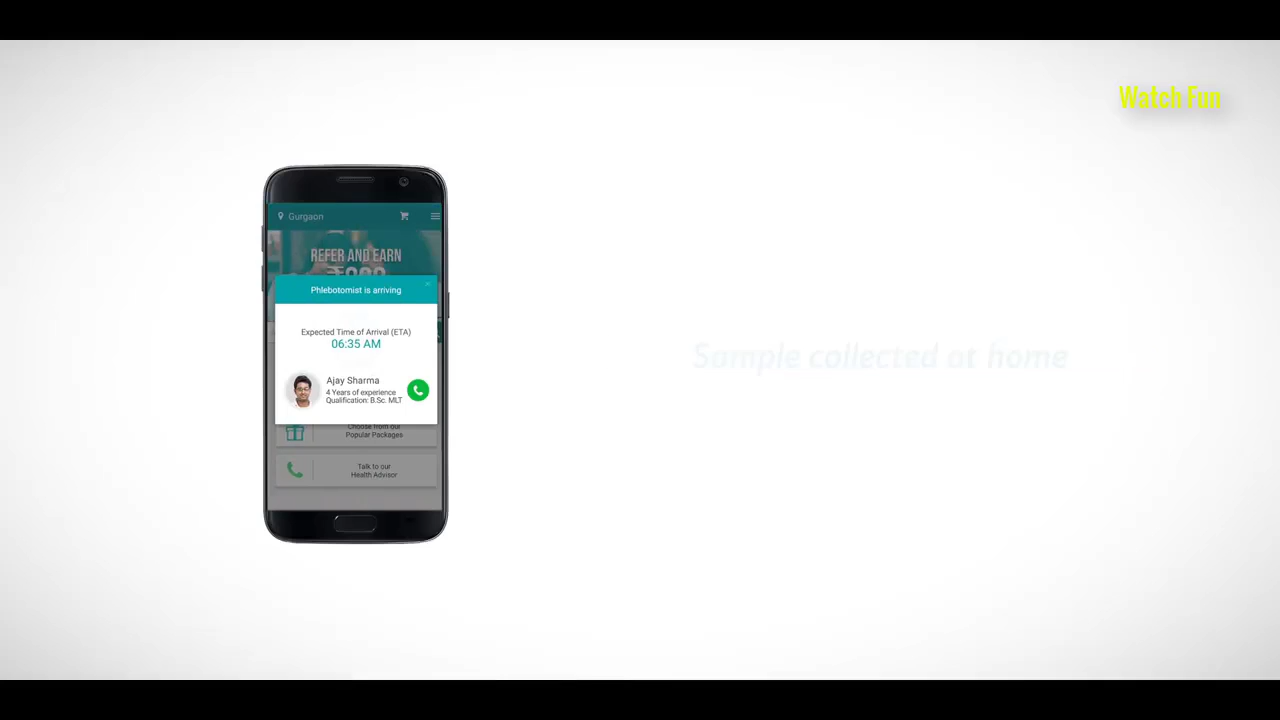 Watch Fun
Gurgaon
REFER AND EARN
Phlebotomist is arriving
Expected Time of Arrival (ETA)
06:35 AM
Ajay Sharma
4 Years of experience
Qualification: B.Sc. MLT
Choose from our
Popular Packages
Talk to our
Health Advisor
Sample collected at home